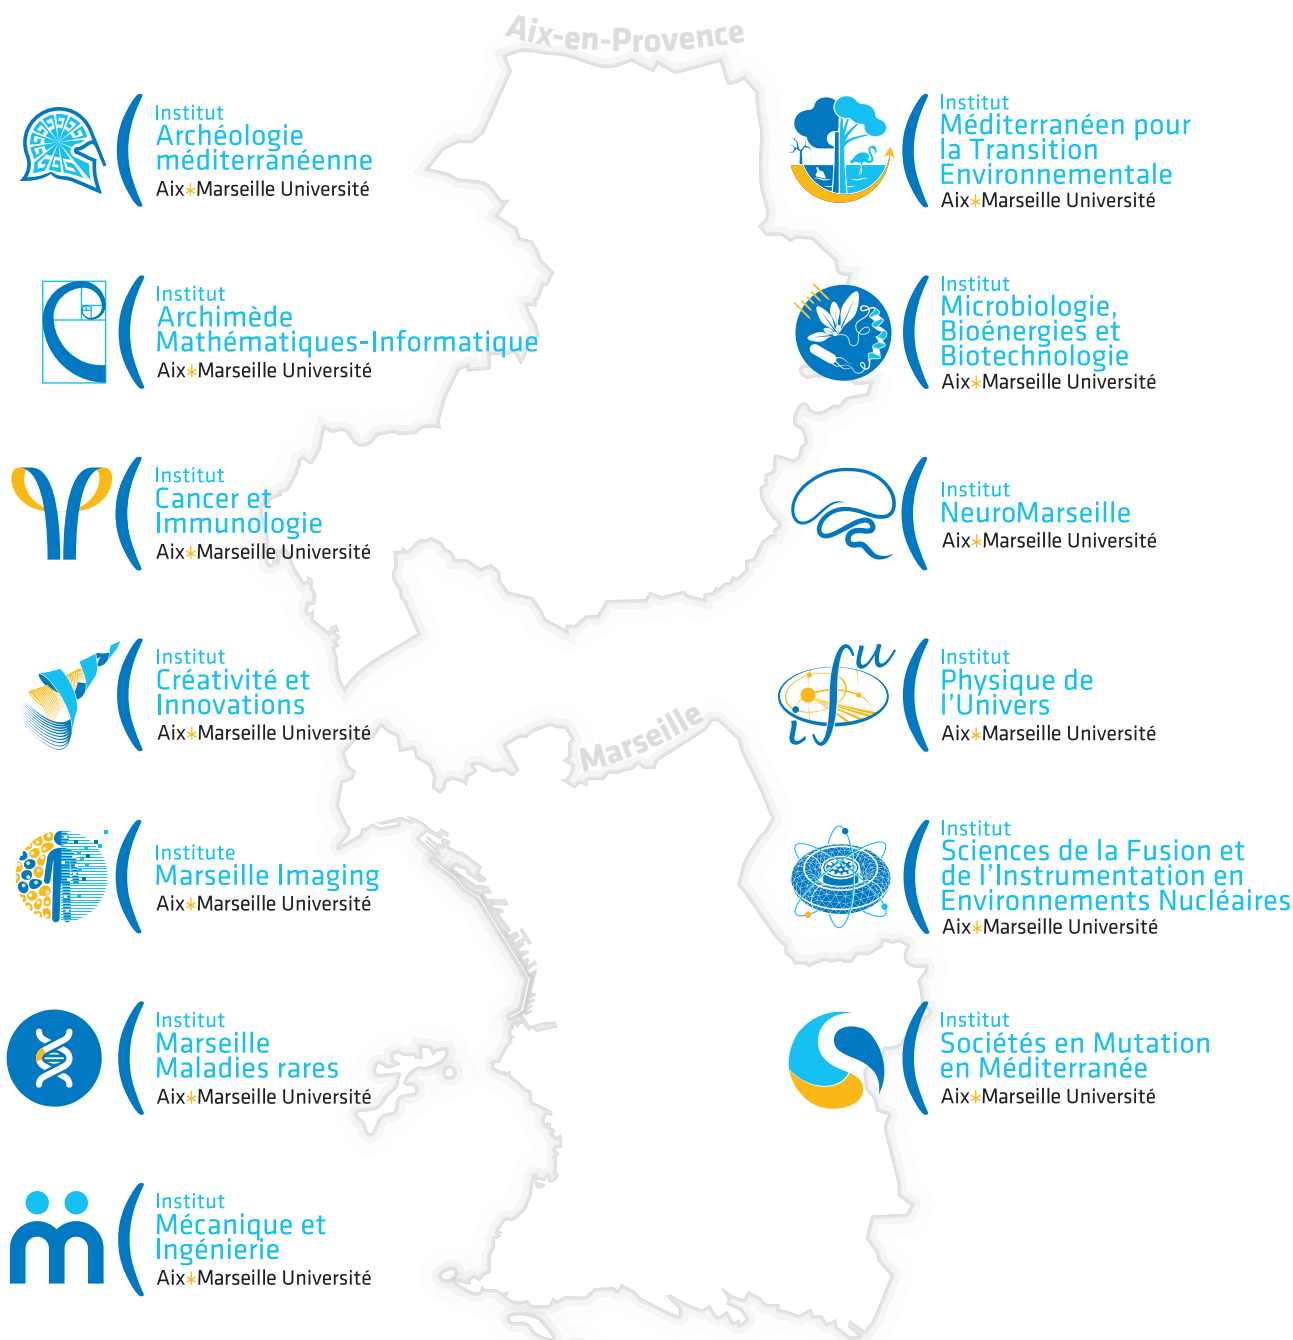 Aix-en-Provence
Institut
Archéologie
méditerranéenne
Aix*Marseille Université
Institut
Archimède
Mathématiques-Informatique
Aix*Marseille Université
Institut
Cancer et
Immunologie
Aix*Marseille Université
Institut
Créativité et
Innovations
Aix*Marseille Université
Institute
Marseille Imaging
Aix*Marseille Université
Institut
Marseille
Maladies rares
Aix*Marseille Université
Institut
Mécanique et
Ingénierie
Aix*Marseille Université
Marseille
Institut
Méditerranéen pour
la Transition
Environnementale
Aix*Marseille Université
Institut
Microbiologie,
Bioénergies et
Biotechnologie
Aix*Marseille Université
Institut
NeuroMarseille
Aix*Marseille Université
ifu
Institut
Physique de
l'Univers
Aix*Marseille Université
Institut
Sciences de la Fusion et
de l'Instrumentation en
Environnements Nucléaires
Aix*Marseille Université
Institut
Sociétés en Mutation
en Méditerranée
Aix*Marseille Université